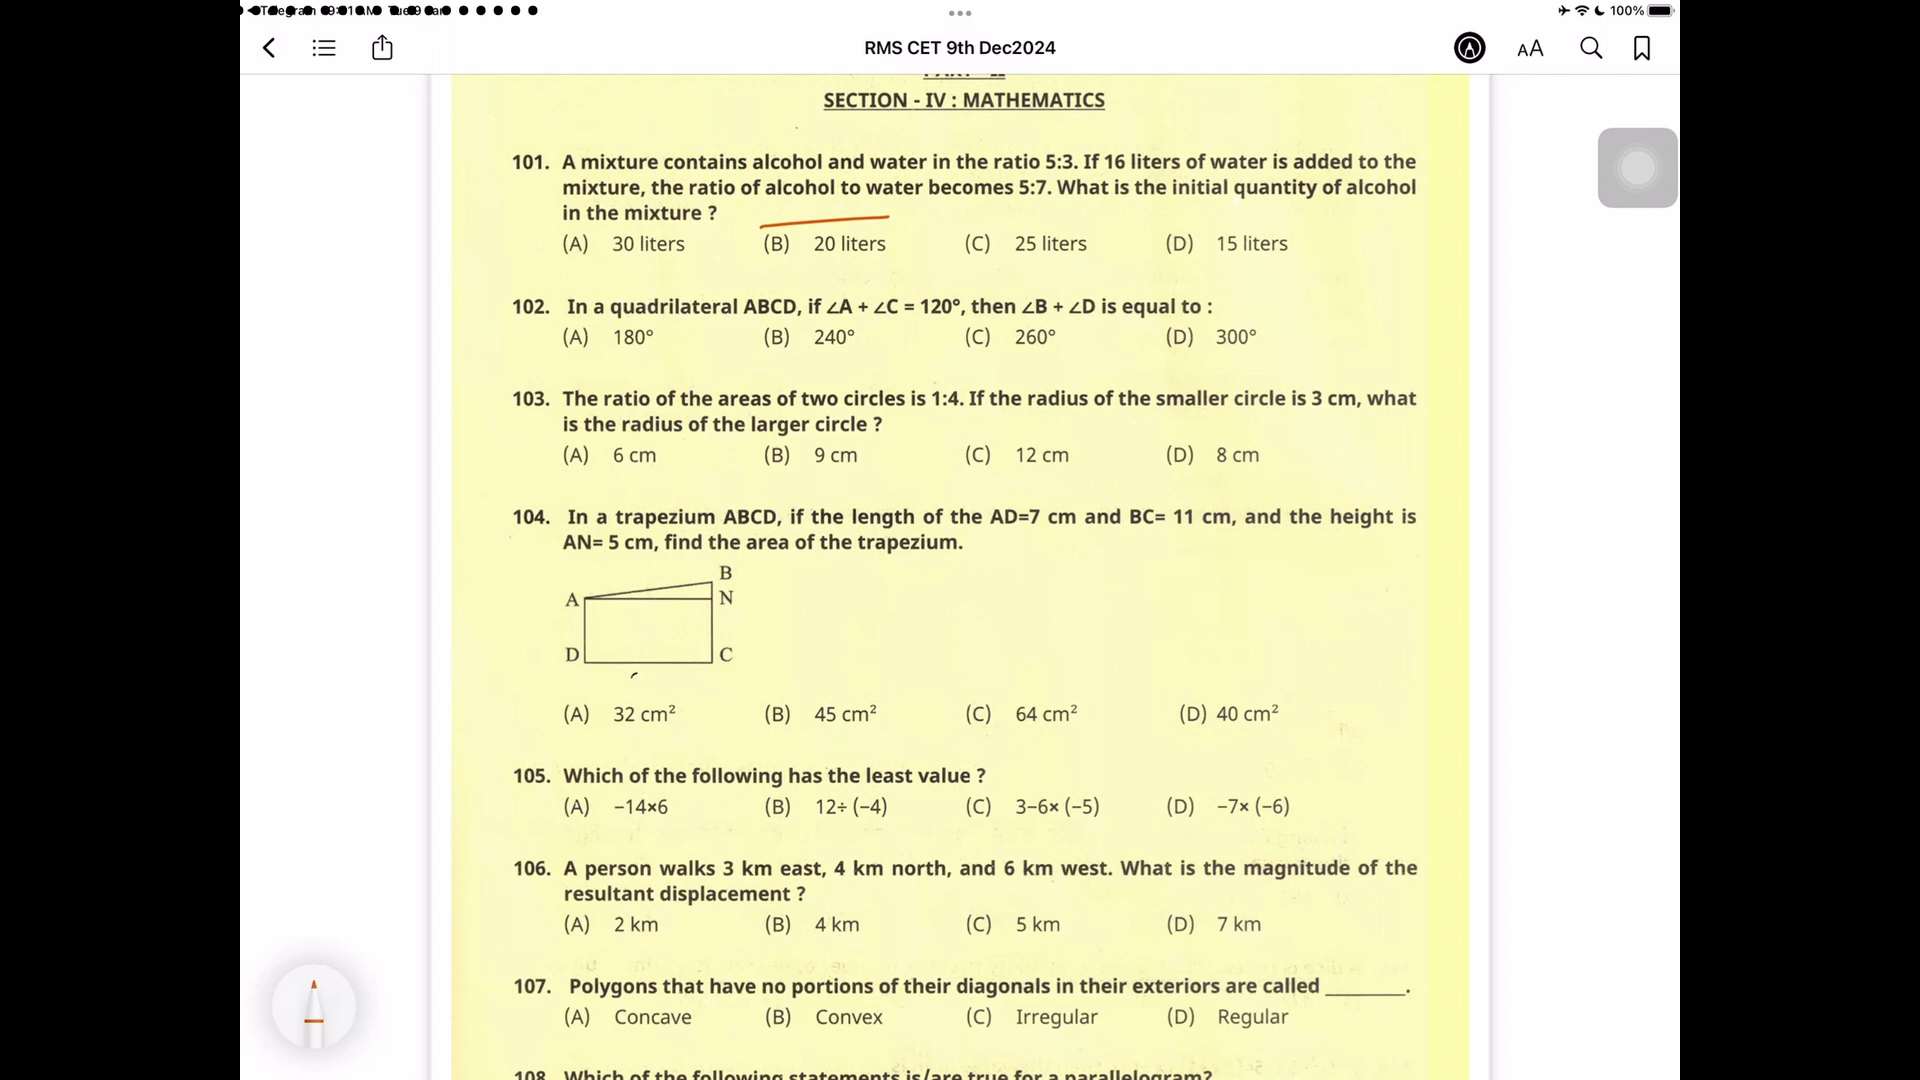 100%
RMS CET 9th Dec2024
AA
SECTION - IV : MATHEMATICS
101. A mixture contains alcohol and water in the ratio 5:3. If 16 liters of water is added to the
mixture, the ratio of alcohol to water becomes 5:7. What is the initial quantity of alcohol
in the mixture ?
(A) 30 liters (B) 20 liters (C) 25 liters (D) 15 liters
102. In a quadrilateral ABCD, if ∠A + ∠C = 120°, then ∠B + ∠D is equal to :
(A) 180° (B) 240° (C) 260° (D) 300°
103. The ratio of the areas of two circles is 1:4. If the radius of the smaller circle is 3 cm, what
is the radius of the larger circle ?
(A) 6 cm (B) 9 cm (C) 12 cm (D) 8 cm
104. In a trapezium ABCD, if the length of the AD=7 cm and BC= 11 cm, and the height is
AN= 5 cm, find the area of the trapezium.
B
A N
D C
(A) 32 cm² (B) 45 cm² (C) 64 cm² (D) 40 cm²
105. Which of the following has the least value ?
(A) −14×6 (B) 12÷ (−4) (C) 3−6× (−5) (D) −7× (−6)
106. A person walks 3 km east, 4 km north, and 6 km west. What is the magnitude of the
resultant displacement ?
(A) 2 km (B) 4 km (C) 5 km (D) 7 km
107. Polygons that have no portions of their diagonals in their exteriors are called ________.
(A) Concave (B) Convex (C) Irregular (D) Regular
108. Which of the following statements is/are true for a parallelogram?